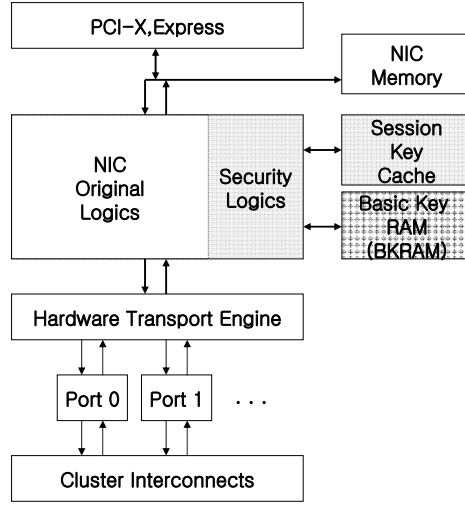 PCI-X,Express
NIC
Memory
NIC
Original
Logics
Security
Logics
Session
Key
Cache
Basic Key
RAM
(BKRAM)
Hardware Transport Engine
Port 0
Port 1
. . .
Cluster Interconnects